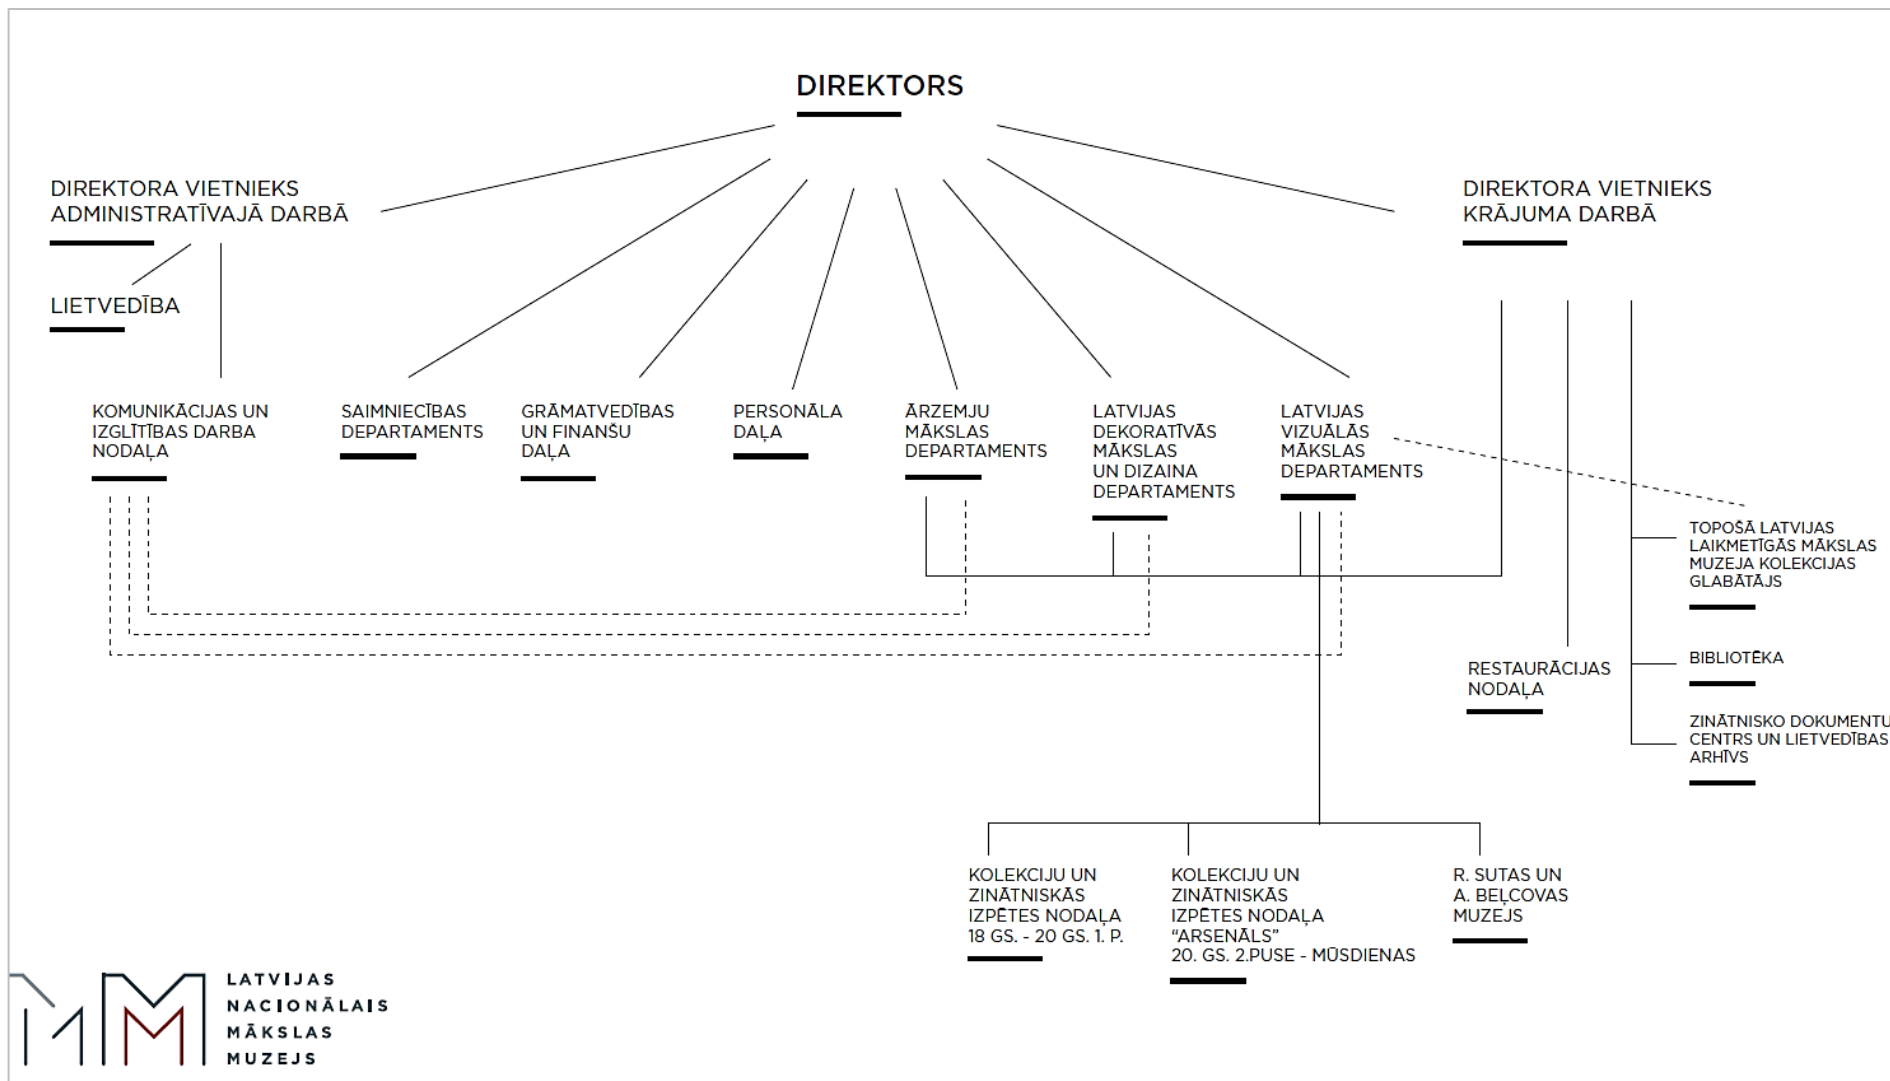 DIREKTORS
DIREKTORA VIETNIEKS
ADMINISTRATĪVAJĀ DARBĀ
DIREKTORA VIETNIEKS
KRĀJUMA DARBĀ
LIETVEDĪBA
KOMUNIKĀCIJAS UN
IZGLĪTĪBAS DARBA
NODAĻA
SAIMNIECĪBAS
DEPARTAMENTS
GRĀMATVEDĪBAS
UN FINANŠU
DAĻA
PERSONĀLA
DAĻA
ĀRZEMJU
MĀKSLAS
DEPARTAMENTS
LATVIJAS
DEKORATĪVĀS
MĀKSLAS
UN DIZAINA
DEPARTAMENTS
LATVIJAS
VIZUĀLĀS
MĀKSLAS
DEPARTAMENTS
TOPOŠĀ LATVIJAS
LAIKMETĪGĀS MĀKSLAS
MUZEJA KOLEKCIJAS
GLABĀTĀJS
RESTAURĀCIJAS
NODAĻA
BIBLIOTĒKA
ZINĀTNISKO DOKUMENTU
CENTRS UN LIETVEDĪBAS
ARHĪVS
KOLEKCIJU UN
ZINĀTNISKĀS
IZPĒTES NODAĻA
18 GS. - 20 GS. 1. P.
KOLEKCIJU UN
ZINĀTNISKĀS
IZPĒTES NODAĻA
“ARSENĀLS”
20. GS. 2.PUSE - MŪSDIENAS
R. SUTAS UN
A. BEĻCOVAS
MUZEJS
LATVIJAS
NACIONĀLAIS
MĀKSLAS
MUZEJS